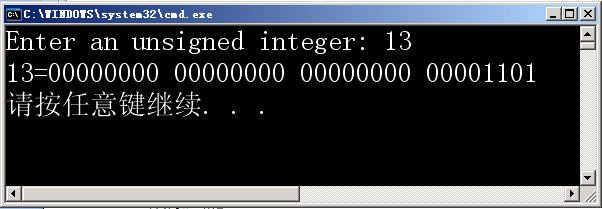 C:\WINDOWS\system32\cmd.exe
Enter an unsigned integer: 13
13=00000000 00000000 00000000 00001101
请按任意键继续. . .